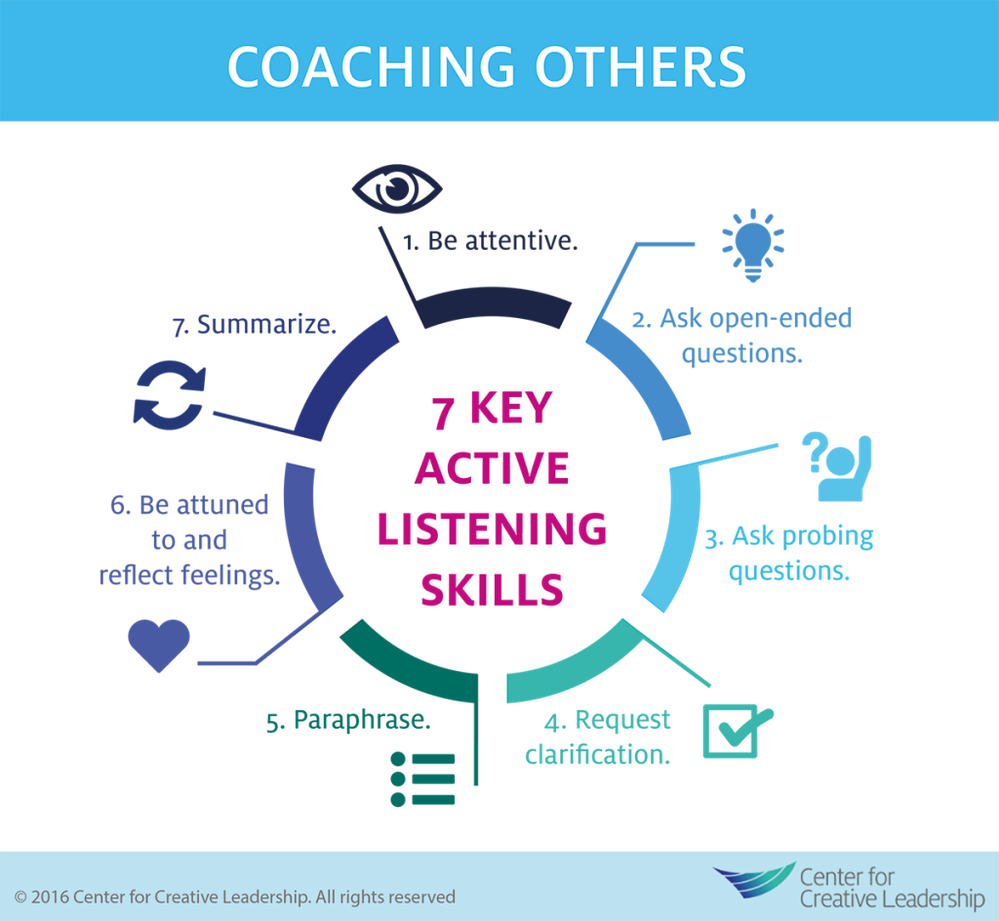 COACHING OTHERS
1. Be attentive.
2. Ask open-ended
questions.
3. Ask probing
questions.
4. Request
clarification.
5. Paraphrase.
6. Be attuned
to and
reflect feelings.
7. Summarize.
7 KEY
ACTIVE
LISTENING
SKILLS
?
© 2016 Center for Creative Leadership. All rights reserved
Center for
Creative Leadership